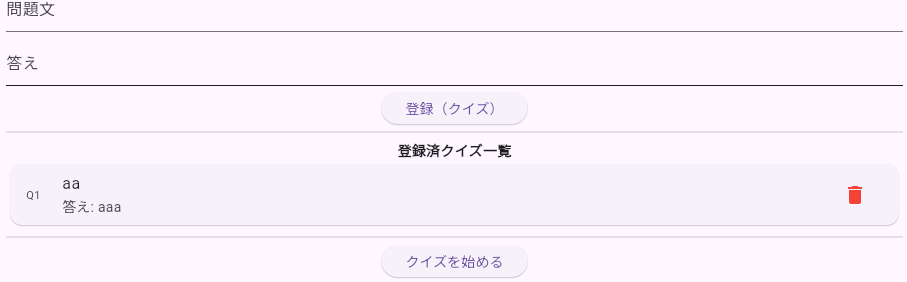 問題文
答え
登録（クイズ）
登録済クイズ一覧
Q1
aa
答え: aaa
クイズを始める